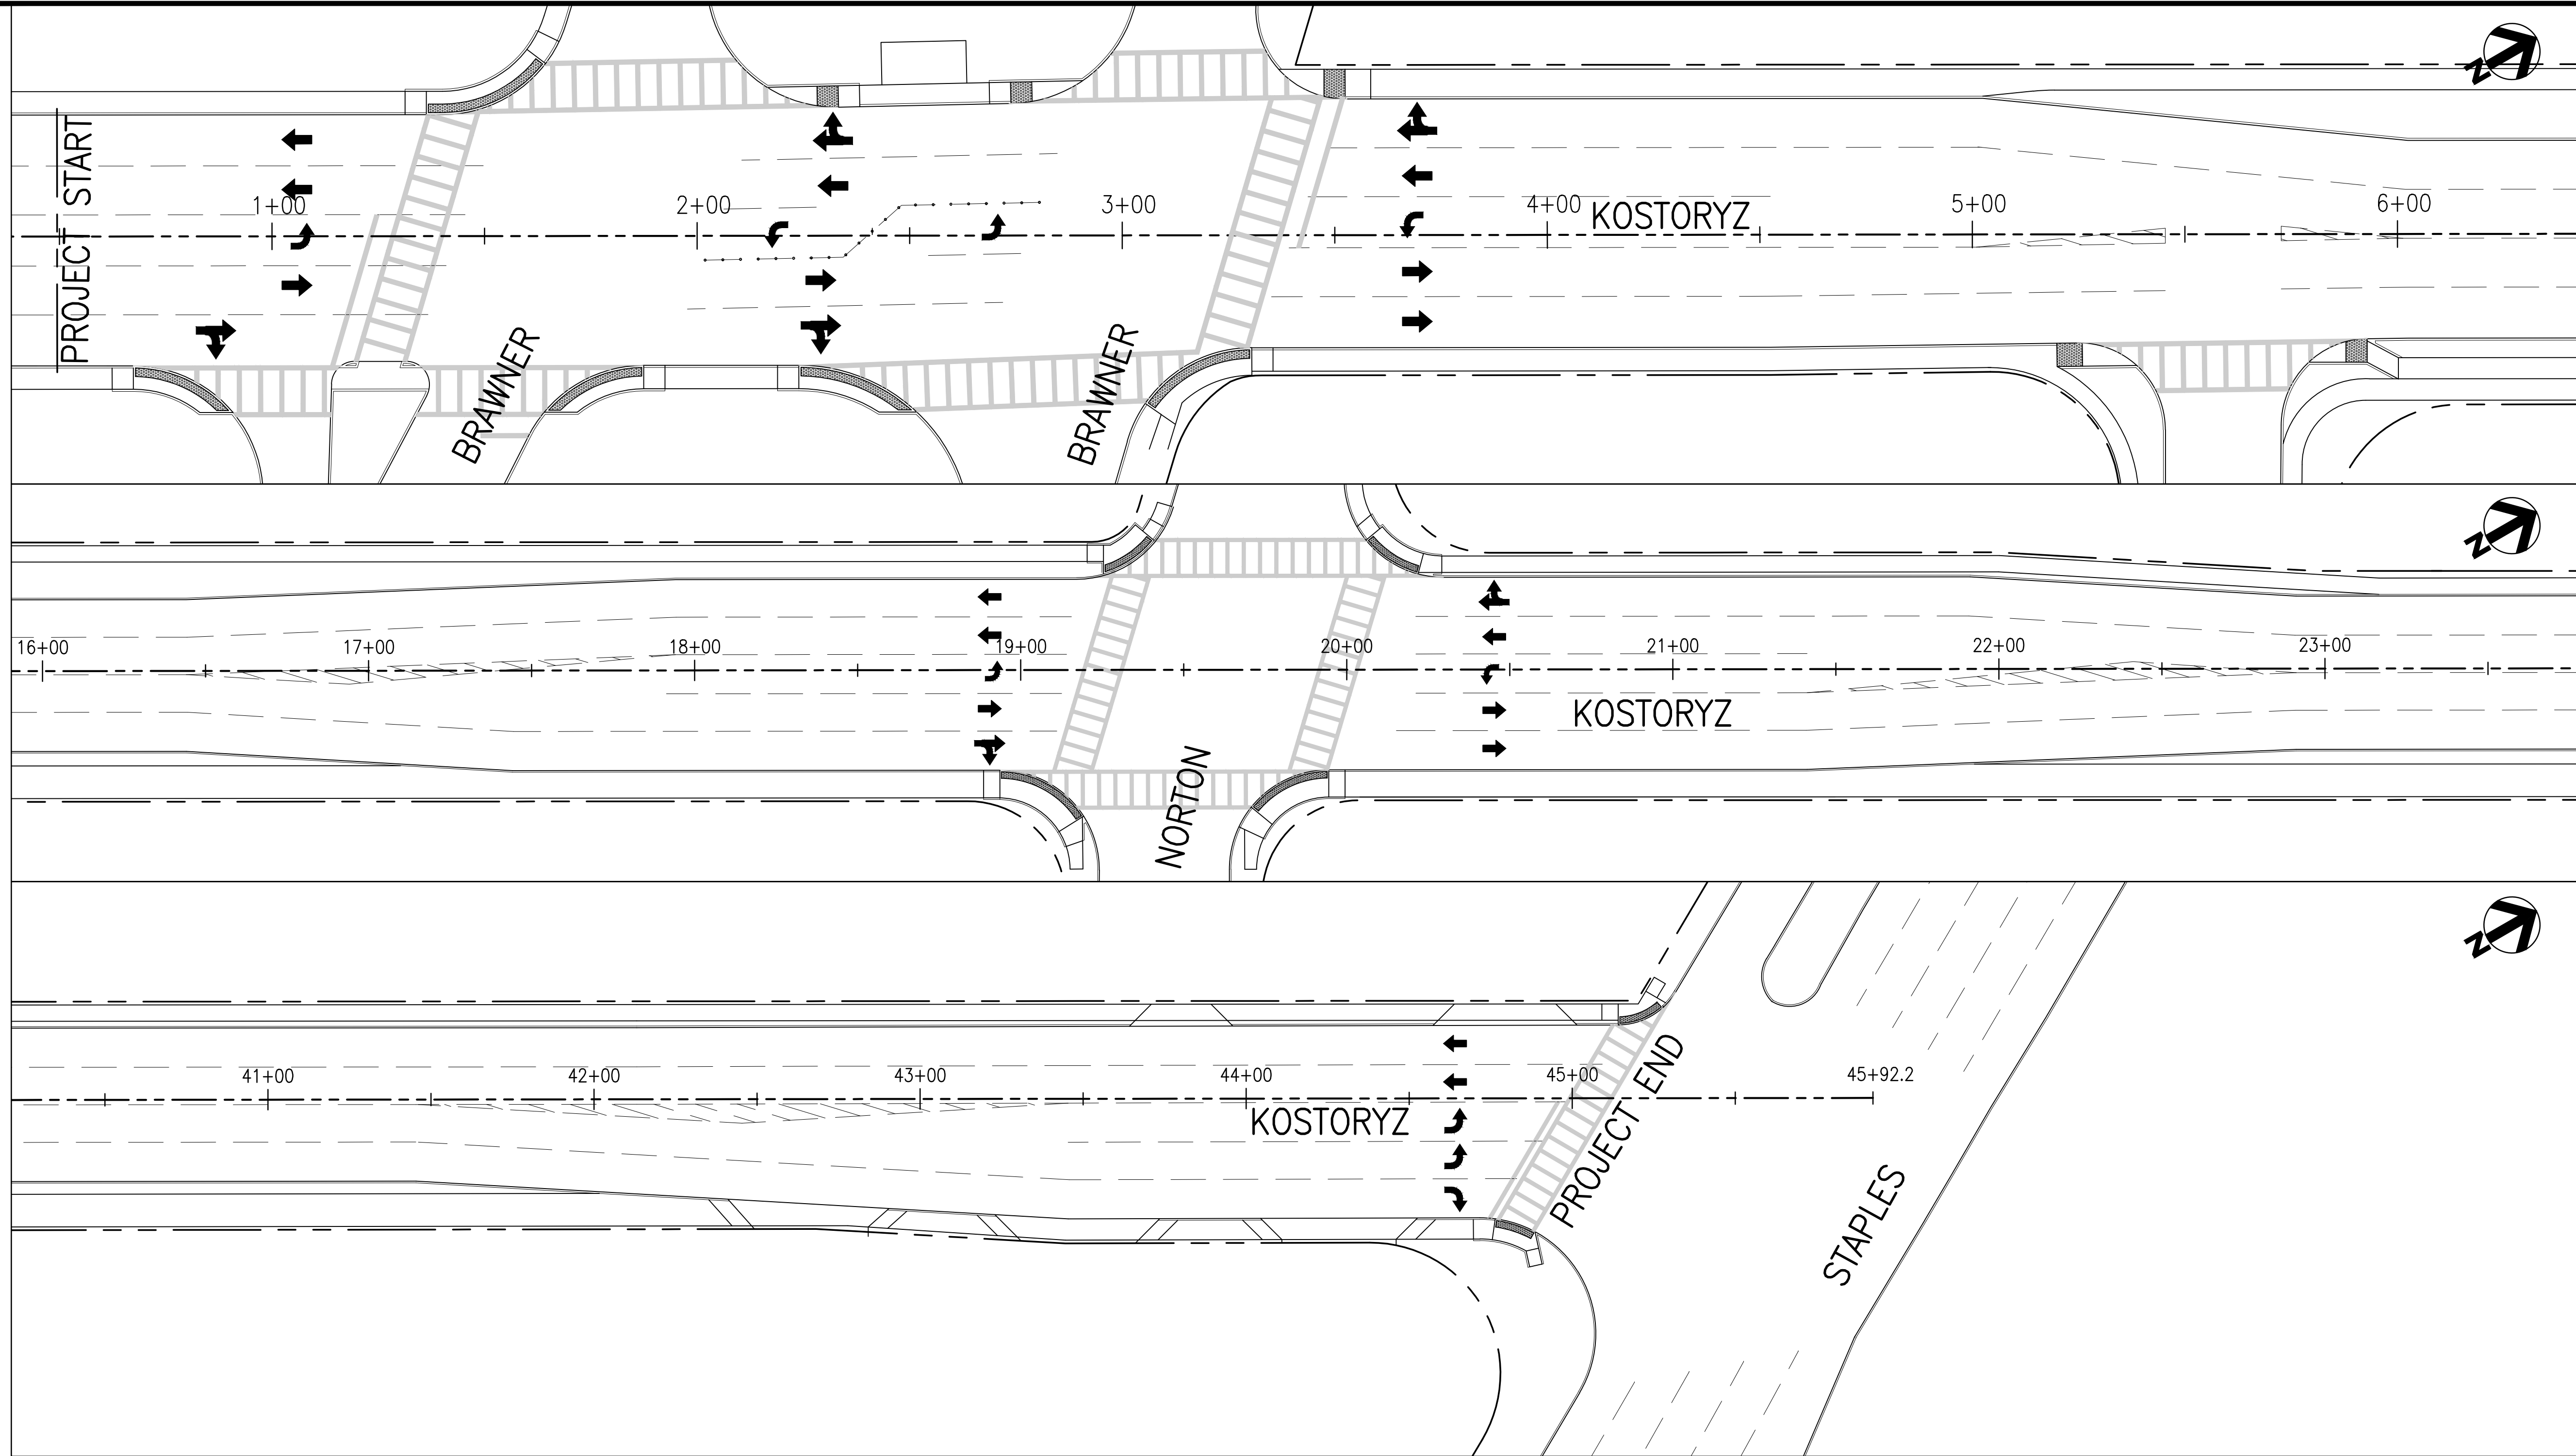 N
PROJECT START
1+00
2+00
3+00
4+00
KOSTORYZ
5+00
6+00
BRAWNER
BRAWNER
N
16+00
17+00
18+00
19+00
20+00
21+00
22+00
23+00
KOSTORYZ
NORTON
N
41+00
42+00
43+00
44+00
45+00
45+92.2
KOSTORYZ
PROJECT END
STAPLES